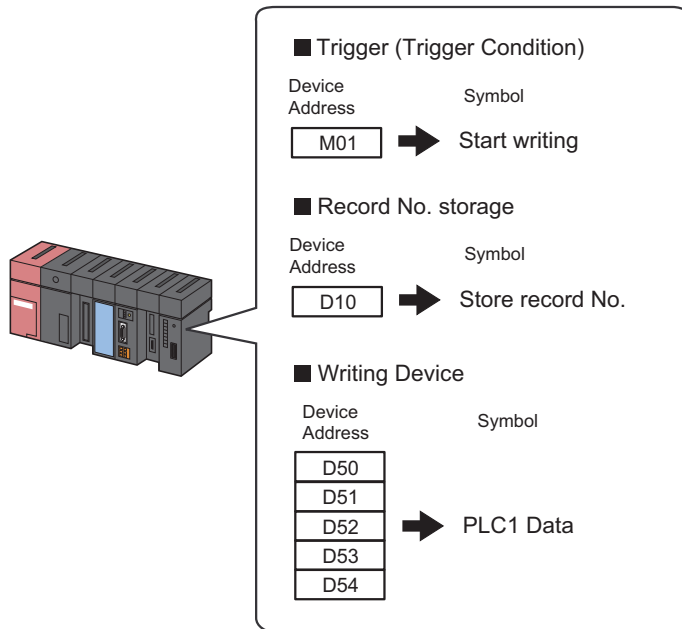 ■ Trigger (Trigger Condition)
Device
Address
Symbol
M01
Start writing
■ Record No. storage
Device
Address
Symbol
D10
Store record No.
■ Writing Device
Device
Address
Symbol
D50
D51
D52
D53
D54
PLC1 Data